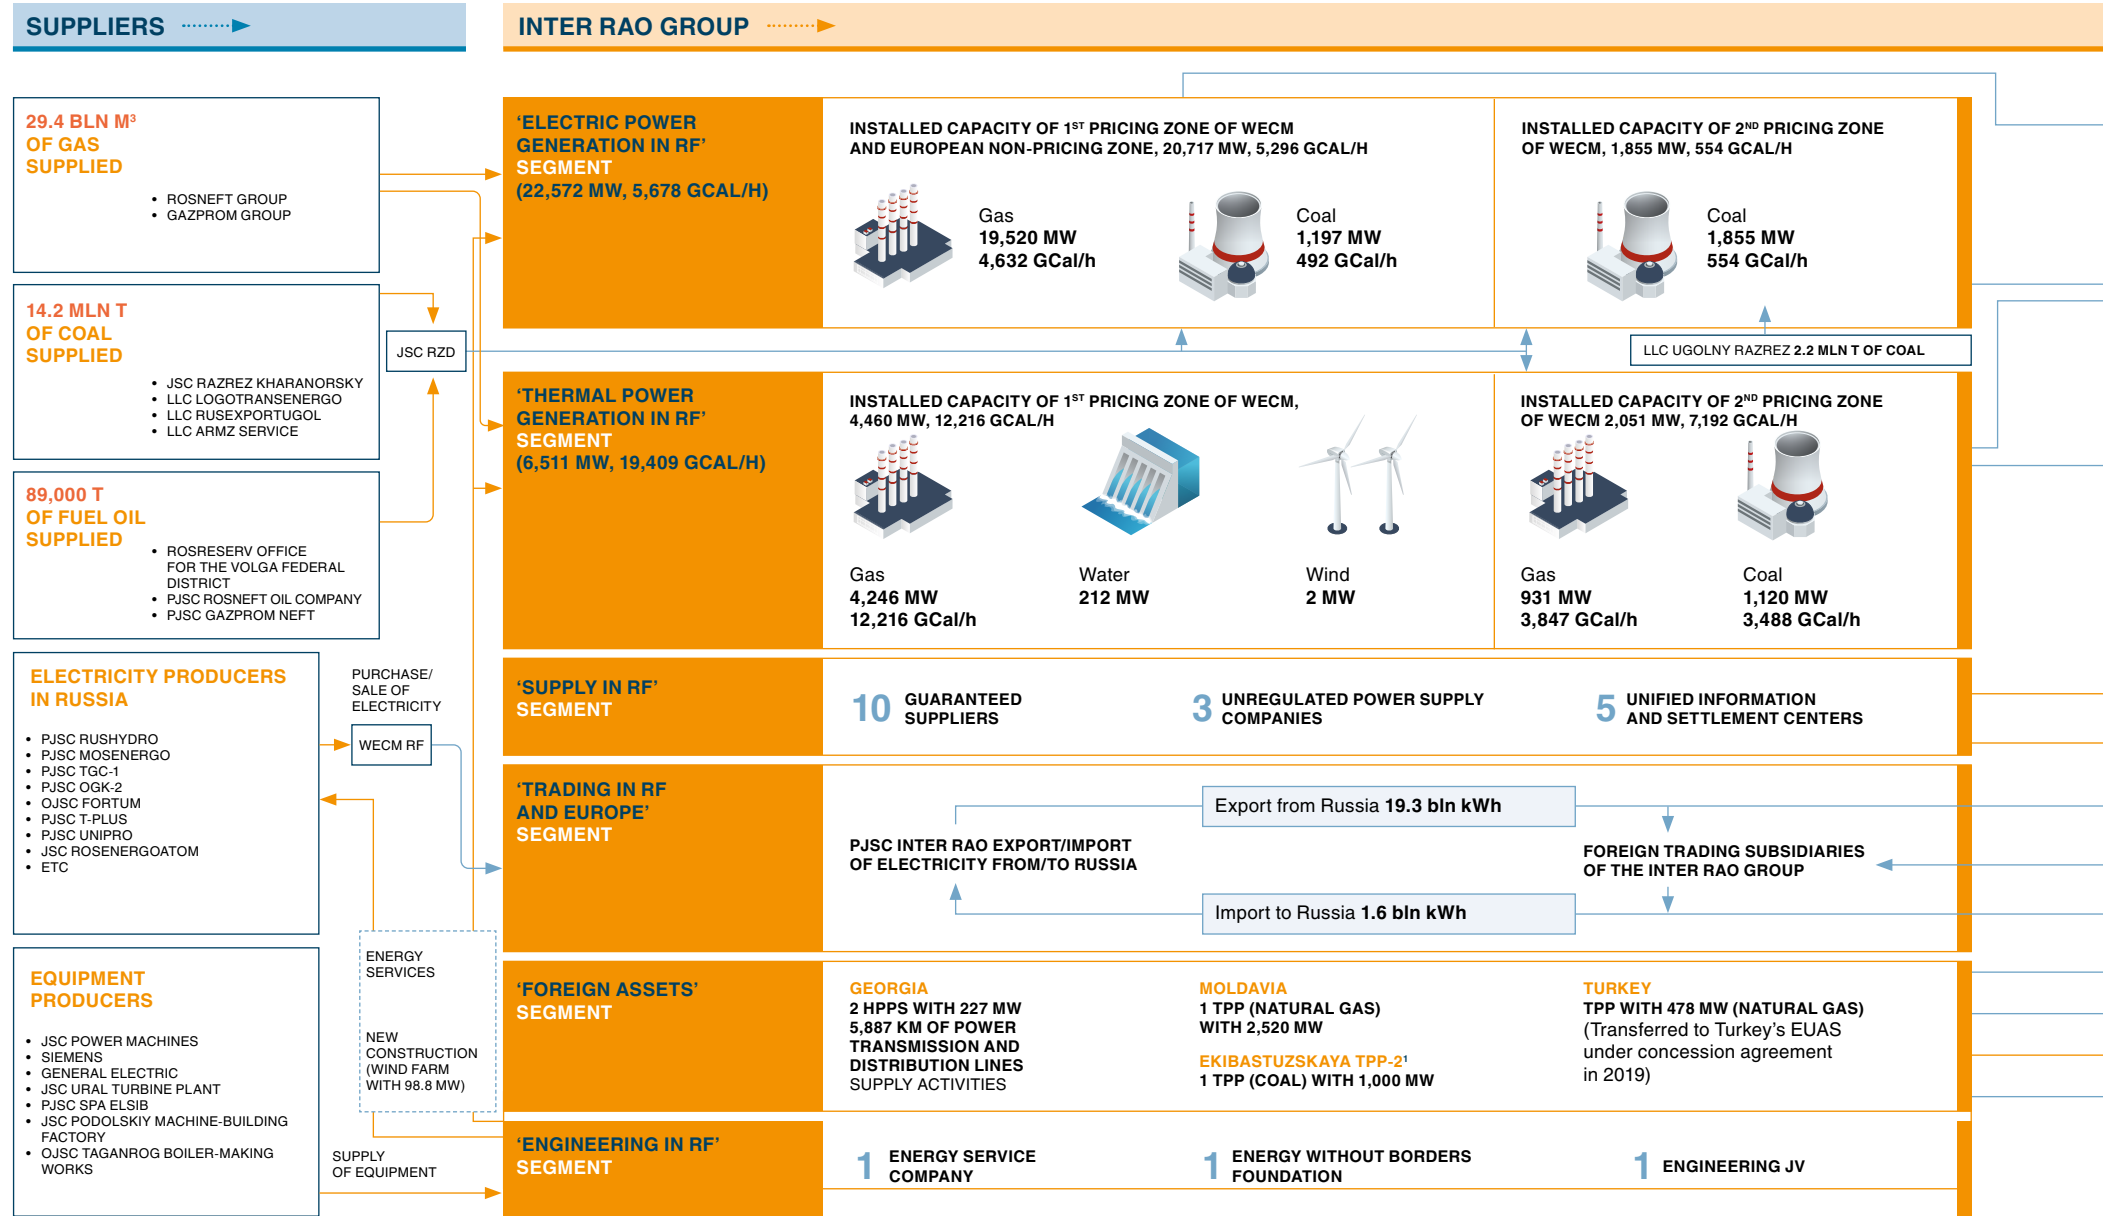 SUPPLIERS
INTER RAO GROUP
29.4 BLN M³
OF GAS
SUPPLIED
• ROSNEFT GROUP
• GAZPROM GROUP
14.2 MLN T
OF COAL
SUPPLIED
• JSC RAZREZ KHARANORSKY
• LLC LOGOTRANSENERGO
• LLC RUSEXPORTUGOL
• LLC ARMZ SERVICE
JSC RZD
89,000 T
OF FUEL OIL
SUPPLIED
• ROSRESERV OFFICE
FOR THE VOLGA FEDERAL
DISTRICT
• PJSC ROSNEFT OIL COMPANY
• PJSC GAZPROM NEFT
ELECTRICITY PRODUCERS
IN RUSSIA
• PJSC RUSHYDRO
• PJSC MOSENERGO
• PJSC TGC-1
• PJSC OGK-2
• OJSC FORTUM
• PJSC T-PLUS
• PJSC UNIPRO
• JSC ROSENERGOATOM
• ETC
PURCHASE/
SALE OF
ELECTRICITY
WECM RF
EQUIPMENT
PRODUCERS
• JSC POWER MACHINES
• SIEMENS
• GENERAL ELECTRIC
• JSC URAL TURBINE PLANT
• PJSC SPA ELSIB
• JSC PODOLSKIY MACHINE-BUILDING
FACTORY
• OJSC TAGANROG BOILER-MAKING
WORKS
ENERGY
SERVICES
NEW
CONSTRUCTION
(WIND FARM
WITH 98.8 MW)
SUPPLY
OF EQUIPMENT
‘ELECTRIC POWER
GENERATION IN RF’
SEGMENT
(22,572 MW, 5,678 GCAL/H)
INSTALLED CAPACITY OF 1ST PRICING ZONE OF WECM
AND EUROPEAN NON-PRICING ZONE, 20,717 MW, 5,296 GCAL/H
Gas
19,520 MW
4,632 GCal/h
Coal
1,197 MW
492 GCal/h
INSTALLED CAPACITY OF 2ND PRICING ZONE
OF WECM, 1,855 MW, 554 GCAL/H
Coal
1,855 MW
554 GCal/h
LLC UGOLNY RAZREZ 2.2 MLN T OF COAL
‘THERMAL POWER
GENERATION IN RF’
SEGMENT
(6,511 MW, 19,409 GCAL/H)
INSTALLED CAPACITY OF 1ST PRICING ZONE OF WECM,
4,460 MW, 12,216 GCAL/H
Gas
4,246 MW
12,216 GCal/h
Water
212 MW
Wind
2 MW
INSTALLED CAPACITY OF 2ND PRICING ZONE
OF WECM 2,051 MW, 7,192 GCAL/H
Gas
931 MW
3,847 GCal/h
Coal
1,120 MW
3,488 GCal/h
‘SUPPLY IN RF’
SEGMENT
10 GUARANTEED
SUPPLIERS
3 UNREGULATED POWER SUPPLY
COMPANIES
5 UNIFIED INFORMATION
AND SETTLEMENT CENTERS
‘TRADING IN RF
AND EUROPE’
SEGMENT
Export from Russia 19.3 bln kWh
PJSC INTER RAO EXPORT/IMPORT
OF ELECTRICITY FROM/TO RUSSIA
FOREIGN TRADING SUBSIDIARIES
OF THE INTER RAO GROUP
Import to Russia 1.6 bln kWh
‘FOREIGN ASSETS’
SEGMENT
GEORGIA
2 HPPS WITH 227 MW
5,887 KM OF POWER
TRANSMISSION AND
DISTRIBUTION LINES
SUPPLY ACTIVITIES
MOLDAVIA
1 TPP (NATURAL GAS)
WITH 2,520 MW
EKIBASTUZSKAYA TPP-2¹
1 TPP (COAL) WITH 1,000 MW
TURKEY
TPP WITH 478 MW (NATURAL GAS)
(Transferred to Turkey’s EUAS
under concession agreement
in 2019)
‘ENGINEERING IN RF’
SEGMENT
1 ENERGY SERVICE
COMPANY
1 ENERGY WITHOUT BORDERS
FOUNDATION
1 ENGINEERING JV